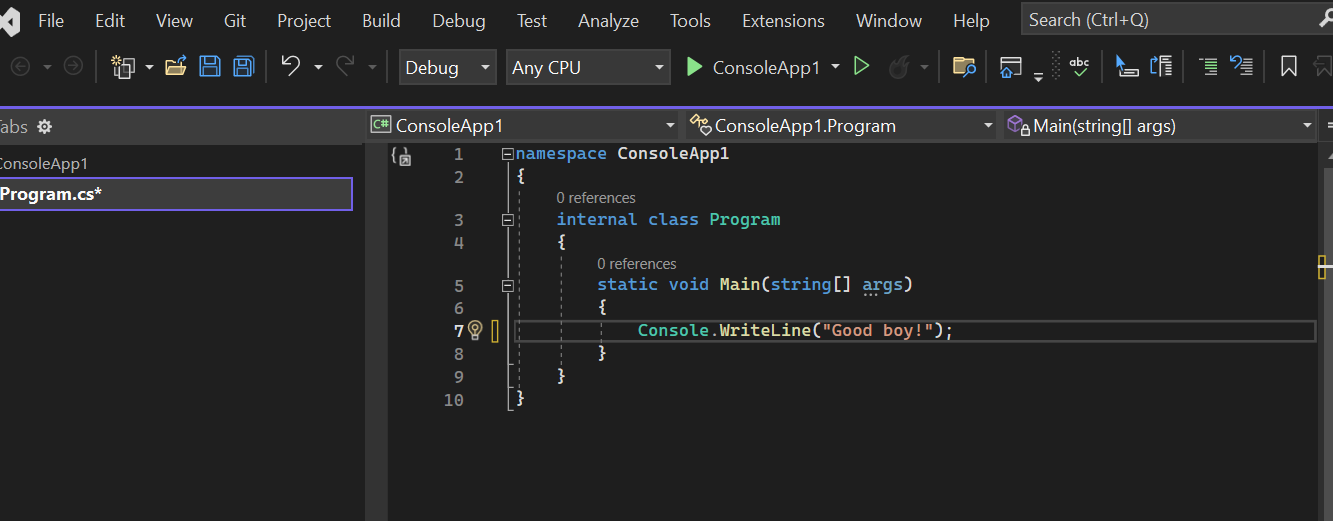 File Edit View Git Project Build Debug Test Analyze Tools Extensions Window Help Search (Ctrl+Q)
Debug Any CPU ConsoleApp1 abc
Tabs
ConsoleApp1
Program.cs*
C# ConsoleApp1 ConsoleApp1.Program Main(string[] args)
1 namespace ConsoleApp1
2 {
0 references
3 internal class Program
4 {
0 references
5 static void Main(string[] args)
6 {
7 Console.WriteLine("Good boy!");
8 }
9 }
10 }